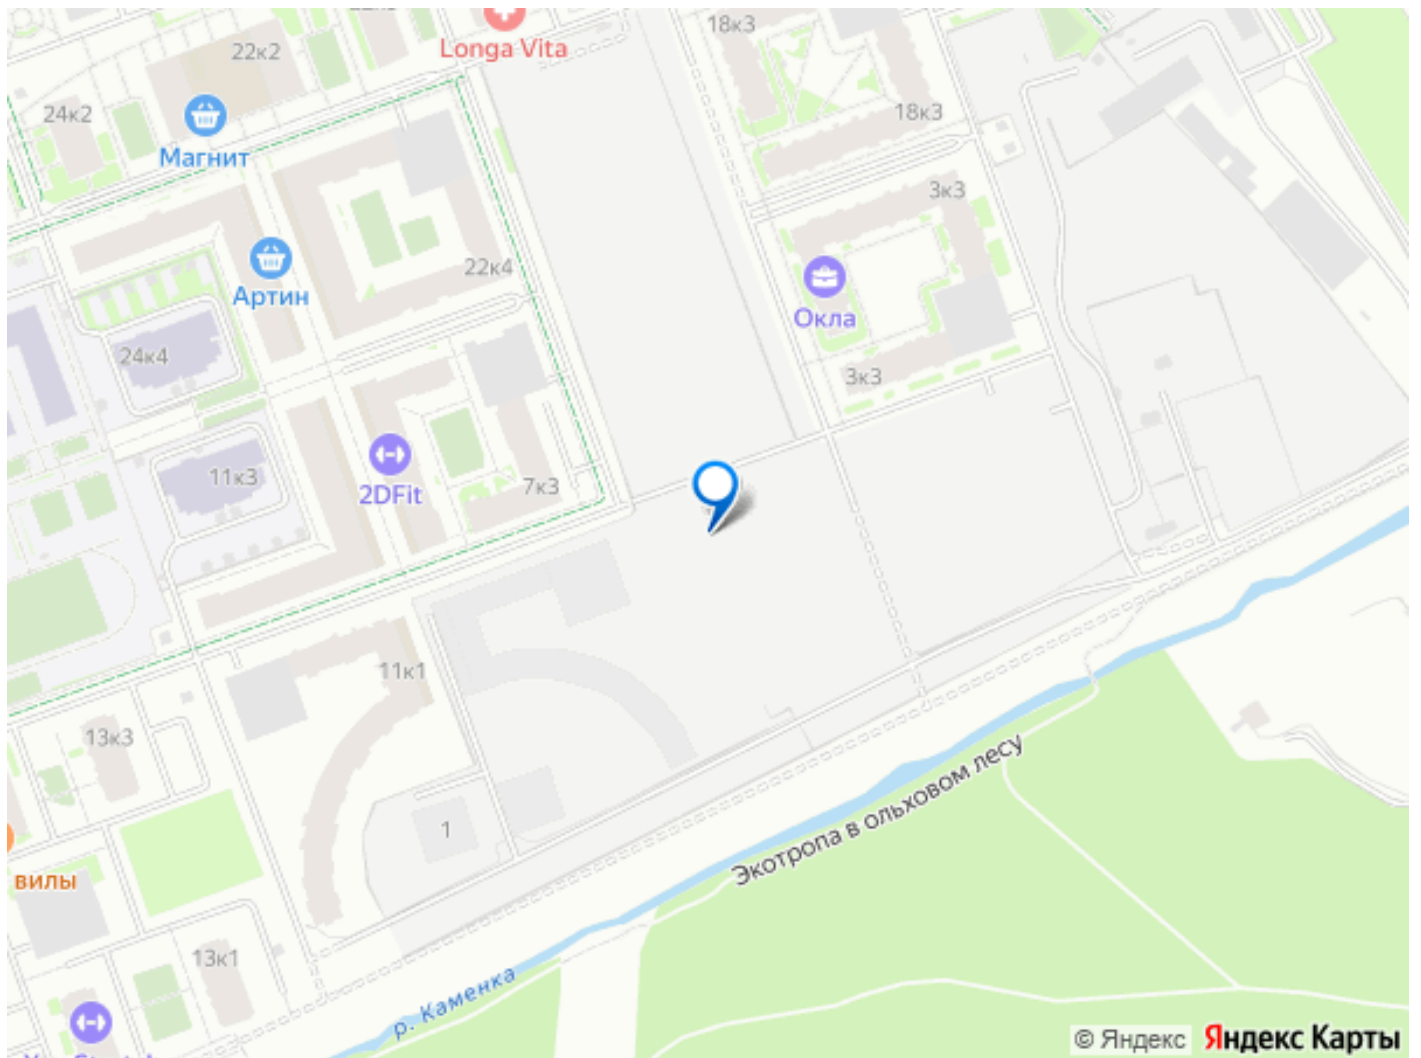 18к3
22к2
Longa Vita
24к2
18к3
Магнит
3к3
22к4
Артин
Окла
24к4
3к3
11к3
7к3
2DFit
11к1
13к3
1
Экотропа в ольховом лесу
вилы
13к1
р. Каменка
© Яндекс Яндекс Карты